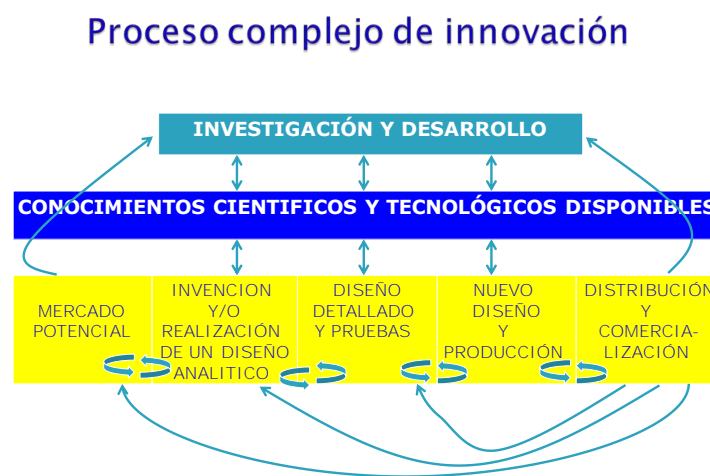 Proceso complejo de innovación
INVESTIGACIÓN Y DESARROLLO
CONOCIMIENTOS CIENTIFICOS Y TECNOLÓGICOS DISPONIBLES
MERCADO
POTENCIAL
INVENCION
Y/O
REALIZACIÓN
DE UN DISEÑO
ANALITICO
DISEÑO
DETALLADO
Y PRUEBAS
NUEVO
DISEÑO
Y
PRODUCCIÓN
DISTRIBUCIÓN
Y
COMERCIA-
LIZACIÓN